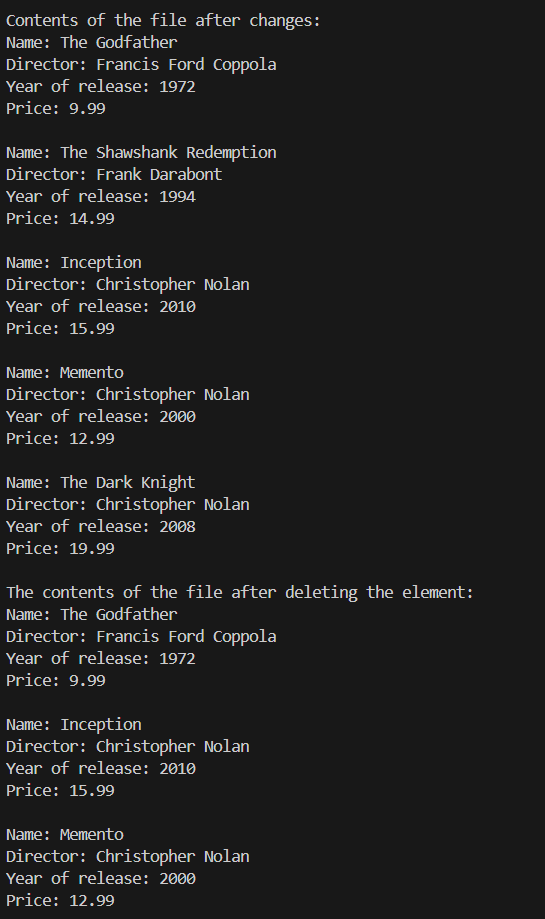 Contents of the file after changes:
Name: The Godfather
Director: Francis Ford Coppola
Year of release: 1972
Price: 9.99

Name: The Shawshank Redemption
Director: Frank Darabont
Year of release: 1994
Price: 14.99

Name: Inception
Director: Christopher Nolan
Year of release: 2010
Price: 15.99

Name: Memento
Director: Christopher Nolan
Year of release: 2000
Price: 12.99

Name: The Dark Knight
Director: Christopher Nolan
Year of release: 2008
Price: 19.99

The contents of the file after deleting the element:
Name: The Godfather
Director: Francis Ford Coppola
Year of release: 1972
Price: 9.99

Name: Inception
Director: Christopher Nolan
Year of release: 2010
Price: 15.99

Name: Memento
Director: Christopher Nolan
Year of release: 2000
Price: 12.99